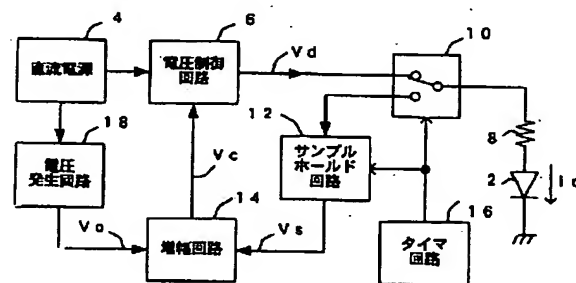 4
6
10
直流電源
電圧制御
回路
Vd
18
12
8
電圧
発生回路
Vc
サンプル
ホールド
回路
2
Id
14
16
Vo
増幅回路
Vs
タイマ
回路